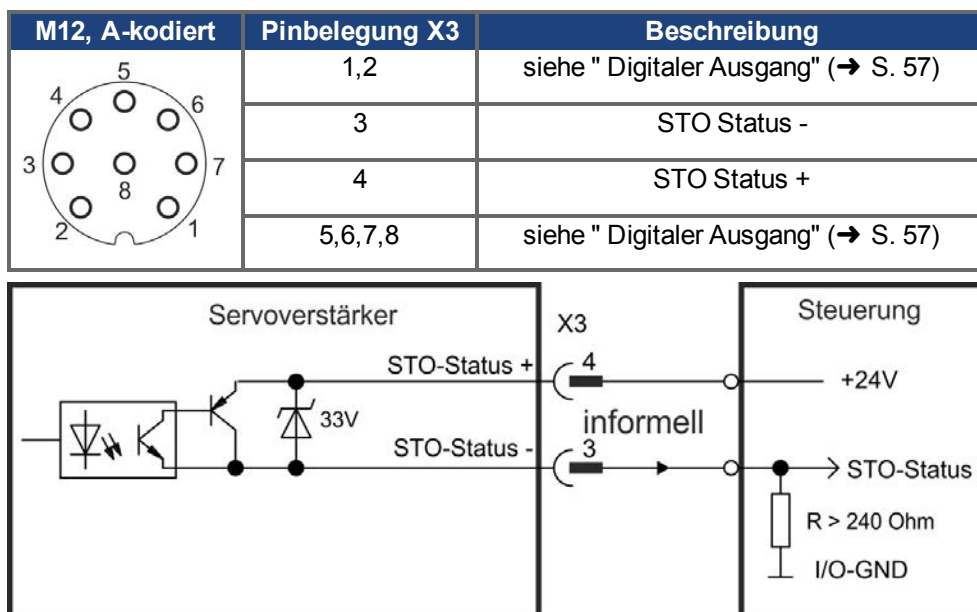 M12, A-kodiert Pinbelegung X3 Beschreibung
1,2 siehe " Digitaler Ausgang" (➜ S. 57)
3 STO Status -
4 STO Status +
5,6,7,8 siehe " Digitaler Ausgang" (➜ S. 57)
5
4 6
3 7
8
2 1
Servoverstärker X3 Steuerung
STO-Status + 4 +24V
33V informell
STO-Status - 3 STO-Status
R > 240 Ohm
I/O-GND